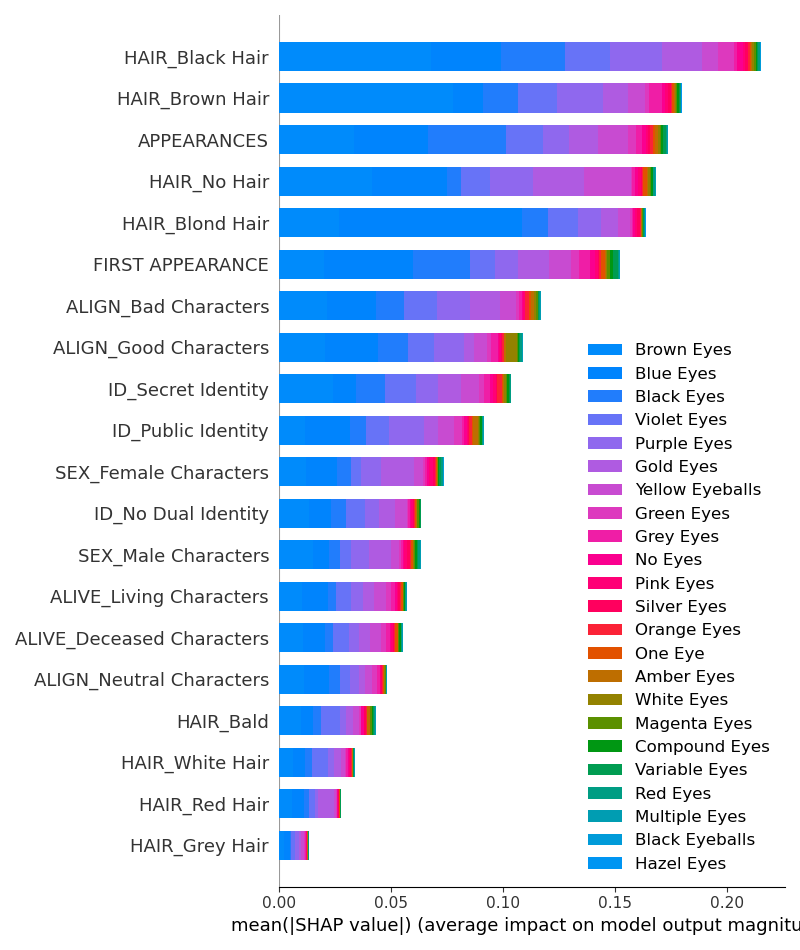 HAIR_Black Hair
HAIR_Brown Hair
APPEARANCES
HAIR_No Hair
HAIR_Blond Hair
FIRST APPEARANCE
ALIGN_Bad Characters
ALIGN_Good Characters
ID_Secret Identity
ID_Public Identity
SEX_Female Characters
ID_No Dual Identity
SEX_Male Characters
ALIVE_Living Characters
ALIVE_Deceased Characters
ALIGN_Neutral Characters
HAIR_Bald
HAIR_White Hair
HAIR_Red Hair
HAIR_Grey Hair
Brown Eyes
Blue Eyes
Black Eyes
Violet Eyes
Purple Eyes
Gold Eyes
Yellow Eyeballs
Green Eyes
Grey Eyes
No Eyes
Pink Eyes
Silver Eyes
Orange Eyes
One Eye
Amber Eyes
White Eyes
Magenta Eyes
Compound Eyes
Variable Eyes
Red Eyes
Multiple Eyes
Black Eyeballs
Hazel Eyes
0.00 0.05 0.10 0.15 0.20
mean(|SHAP value|) (average impact on model output magnitu